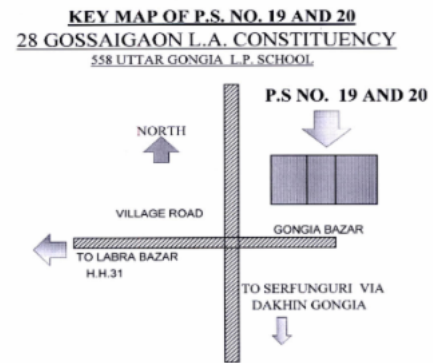 KEY MAP OF P.S. NO. 19 AND 20
28 GOSSAIGAON L.A. CONSTITUENCY
558 UTTAR GONGIA L.P. SCHOOL
P.S NO. 19 AND 20
NORTH
VILLAGE ROAD
GONGIA BAZAR
TO LABRA BAZAR
H.H.31
TO SERFUNGURI VIA
DAKHIN GONGIA